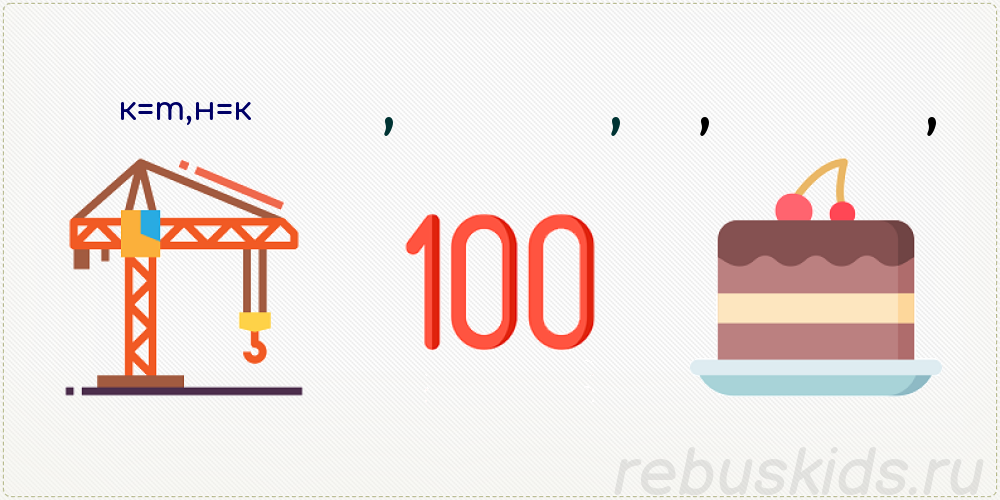 к=т,н=к
, , , ,
100
rebuskids.ru